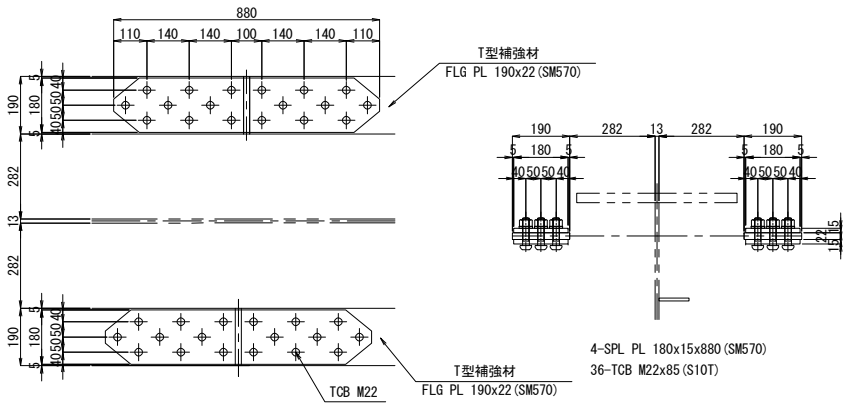 880
110 140 140 100 140 140 110
T型補強材
FLG PL 190x22(SM570)
190 180 5 40 50 50 40 5
282
13
282
190 180 5 40 50 50 40 5
T型補強材
FLG PL 190x22(SM570)
TCB M22
190 282 13 282 190
5 180 5 5 180 5
40 50 50 40 40 50 50 40
15 22 15
4-SPL PL 180x15x880(SM570)
36-TCB M22x85(S10T)